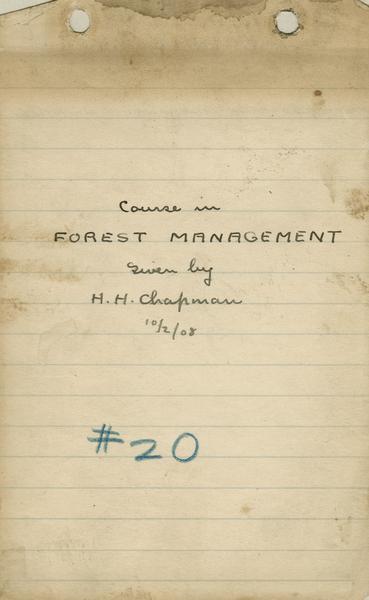 Course in
FOREST MANAGEMENT
Given by
H. H. Chapman
10/2/08
#20